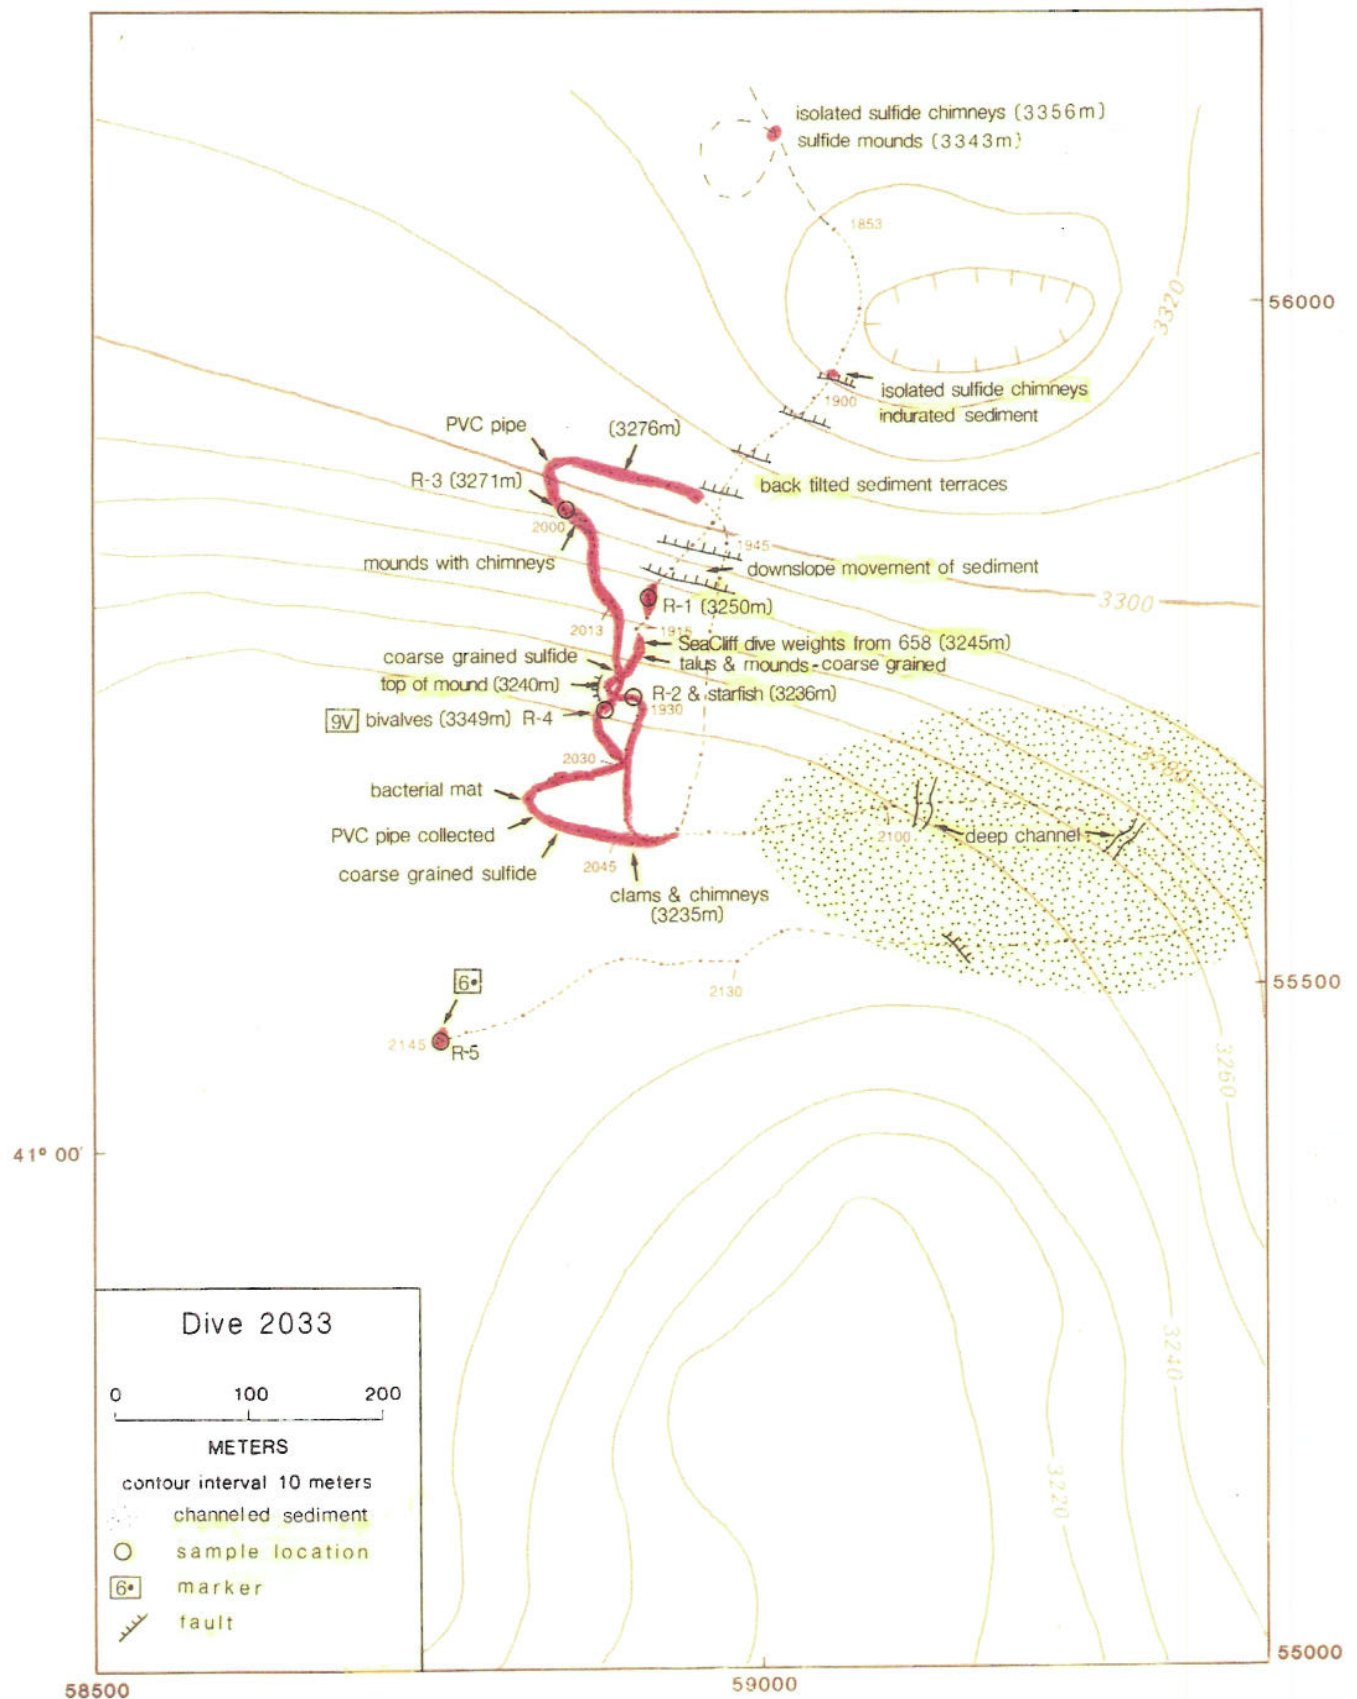 isolated sulfide chimneys (3356m)
sulfide mounds (3343m)
1853
3320
56000
isolated sulfide chimneys
1900
indurated sediment
PVC pipe
(3276m)
R-3 (3271m)
back tilted sediment terraces
2000
1945
mounds with chimneys
downslope movement of sediment
3300
R-1 (3250m)
2013
1915
SeaCliff dive weights from 658 (3245m)
coarse grained sulfide
talus & mounds - coarse grained
top of mound (3240m)
R-2 & starfish (3236m)
1930
9V bivalves (3349m) R-4
2030
3280
bacterial mat
PVC pipe collected
2100
deep channel
2045
coarse grained sulfide
clams & chimneys
(3235m)
6•
2130
55500
2145
R-5
3260
41° 00'
3240
3220
Dive 2033
0 100 200
METERS
contour interval 10 meters
channeled sediment
sample location
6• marker
fault
55000
58500
59000